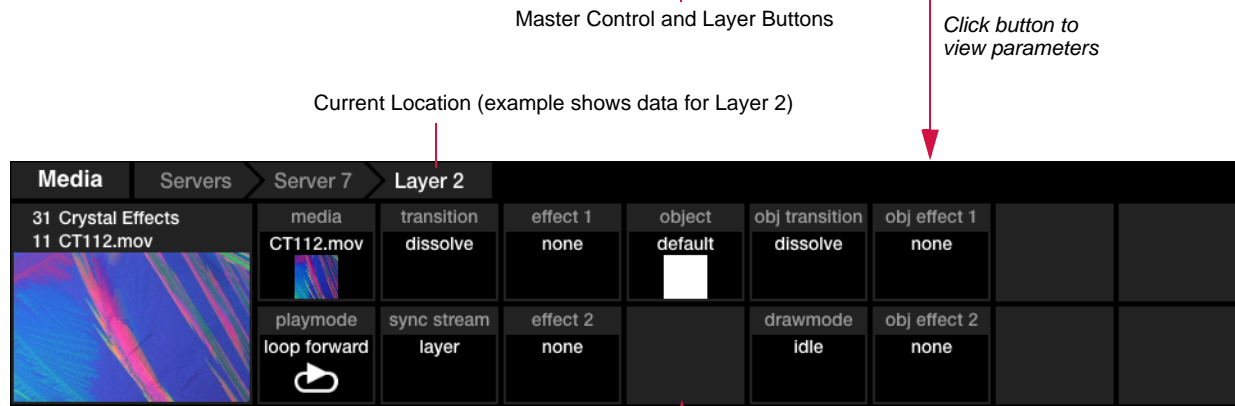 Master Control and Layer Buttons
Click button to
view parameters
Current Location (example shows data for Layer 2)
Media Servers Server 7 Layer 2
31 Crystal Effects
11 CT112.mov
media transition effect 1 object obj transition obj effect 1
CT112.mov dissolve none default dissolve none
playmode sync stream effect 2 drawmode obj effect 2
loop forward layer none idle none